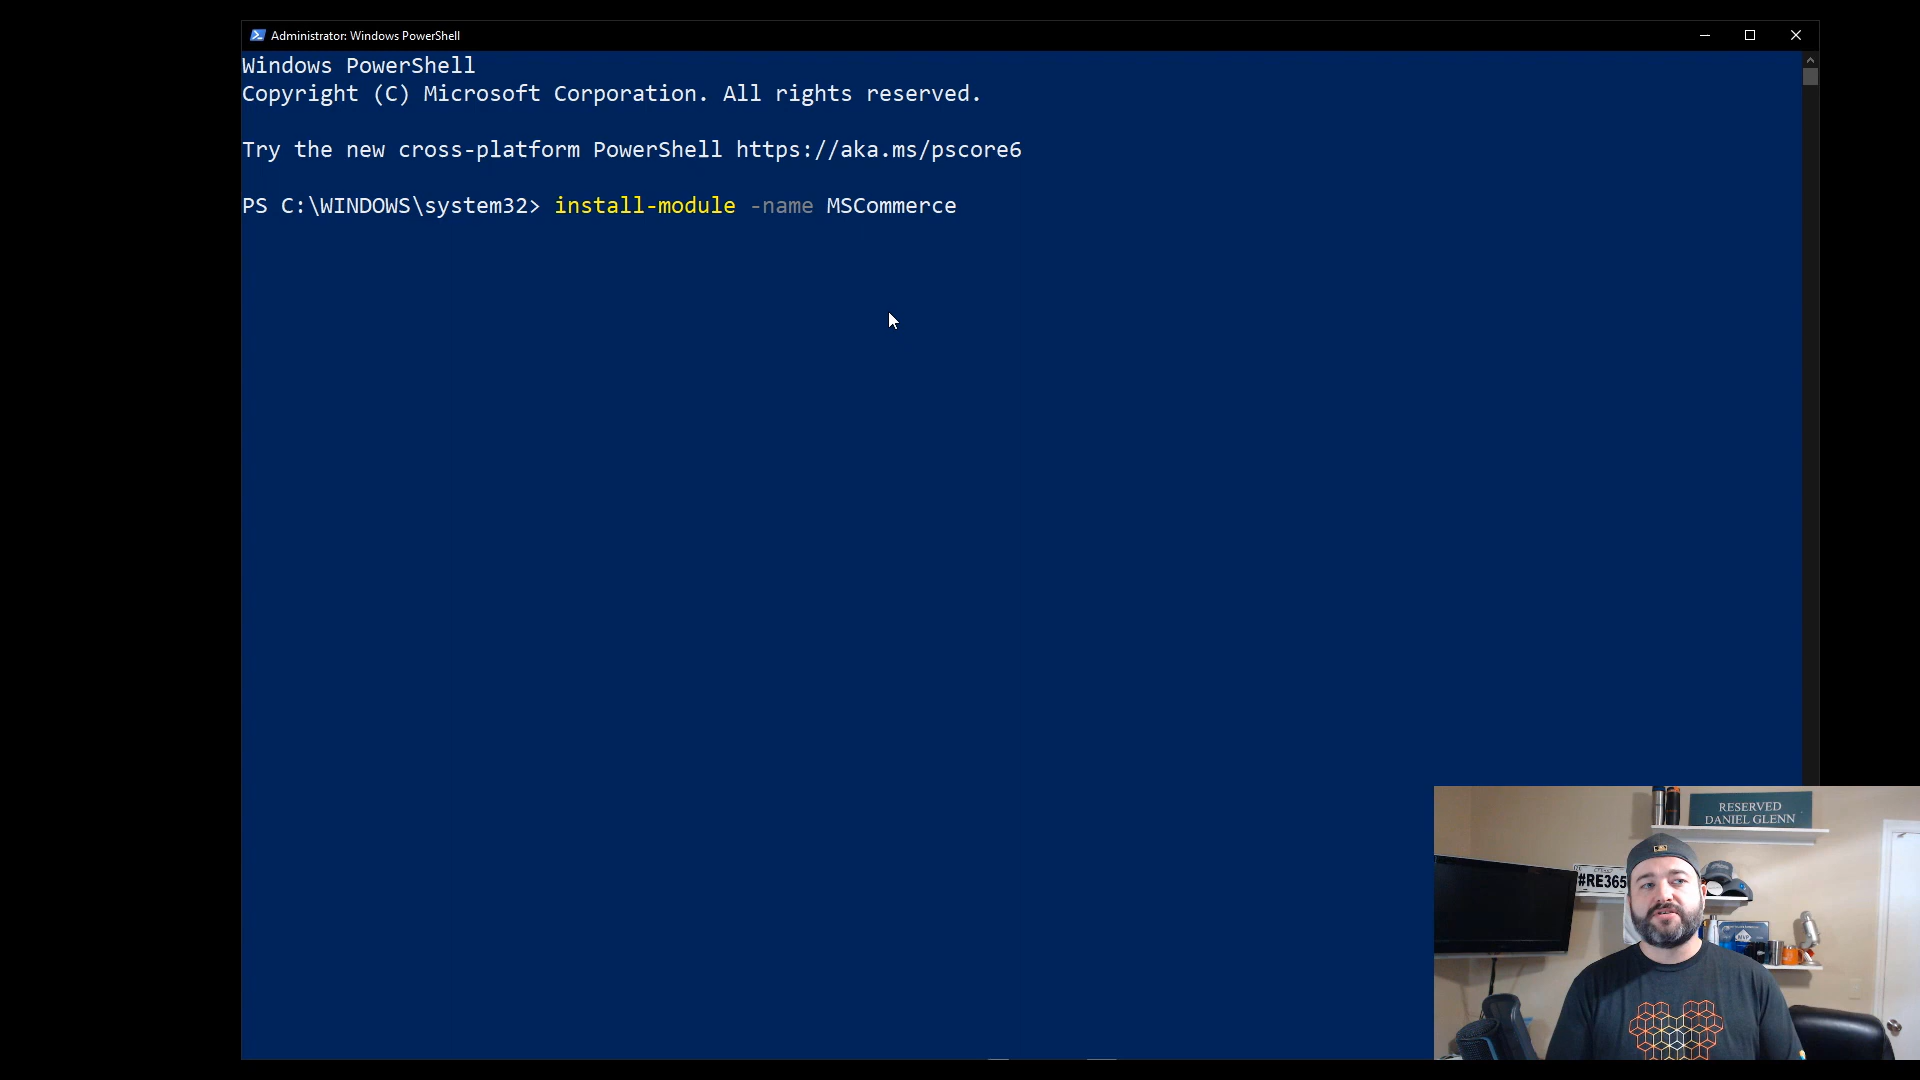 Administrator: Windows PowerShell
Windows PowerShell
Copyright (C) Microsoft Corporation. All rights reserved.
Try the new cross-platform PowerShell https://aka.ms/pscore6
PS C:\WINDOWS\system32> install-module -name MSCommerce
RESERVED
DANIEL GLENN
#RE365